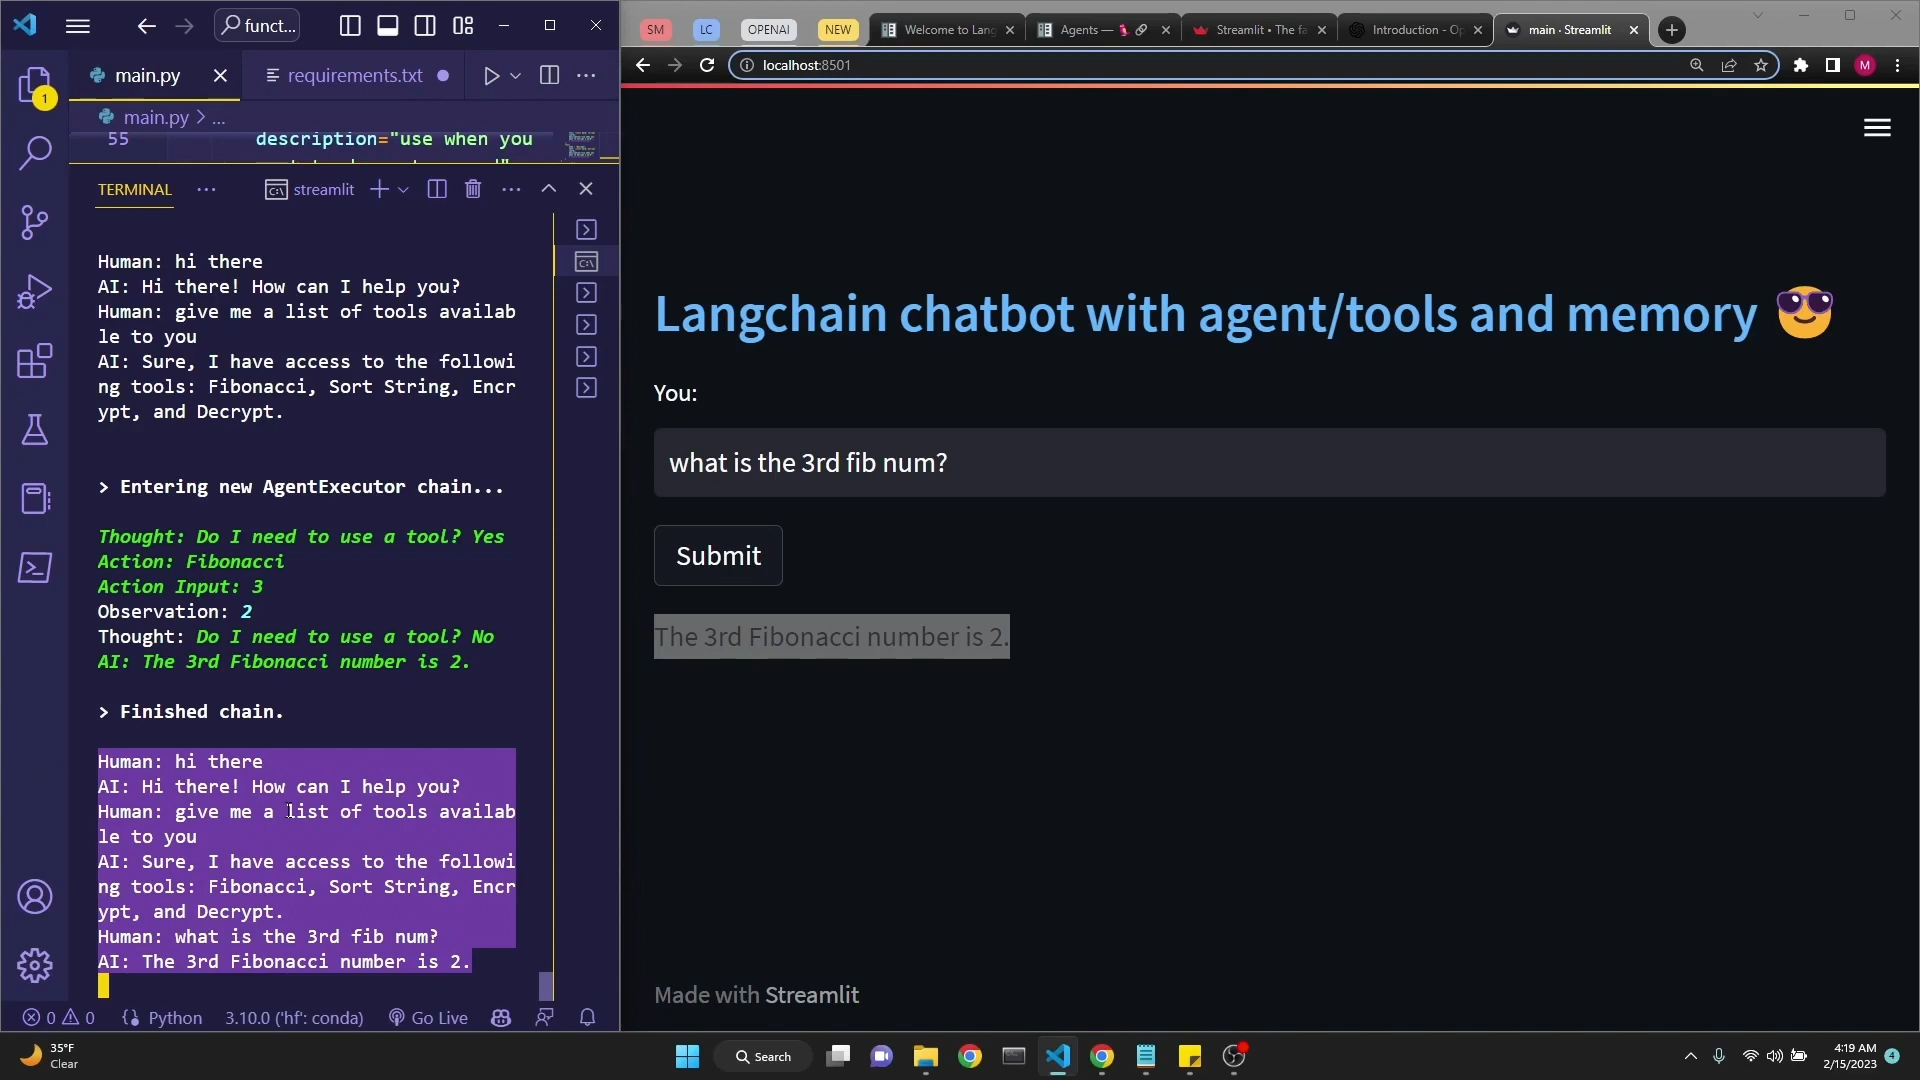 funct...
main.py
requirements.txt
main.py > ...
55
description="use when you
TERMINAL
streamlit
Human: hi there
AI: Hi there! How can I help you?
Human: give me a list of tools availab
le to you
AI: Sure, I have access to the followi
ng tools: Fibonacci, Sort String, Encr
ypt, and Decrypt.
> Entering new AgentExecutor chain...
Thought: Do I need to use a tool? Yes
Action: Fibonacci
Action Input: 3
Observation: 2
Thought: Do I need to use a tool? No
AI: The 3rd Fibonacci number is 2.
> Finished chain.
Human: hi there
AI: Hi there! How can I help you?
Human: give me a list of tools availab
le to you
AI: Sure, I have access to the followi
ng tools: Fibonacci, Sort String, Encr
ypt, and Decrypt.
Human: what is the 3rd fib num?
AI: The 3rd Fibonacci number is 2.
1
0 0
Python
3.10.0 ('hf': conda)
Go Live
SM
LC
OPENAI
NEW
Welcome to Lang
Agents —
Streamlit • The fa
Introduction - Op
main · Streamlit
localhost:8501
M
Langchain chatbot with agent/tools and memory
You:
what is the 3rd fib num?
Submit
The 3rd Fibonacci number is 2.
Made with Streamlit
35°F
Clear
Search
4:19 AM
2/15/2023
4